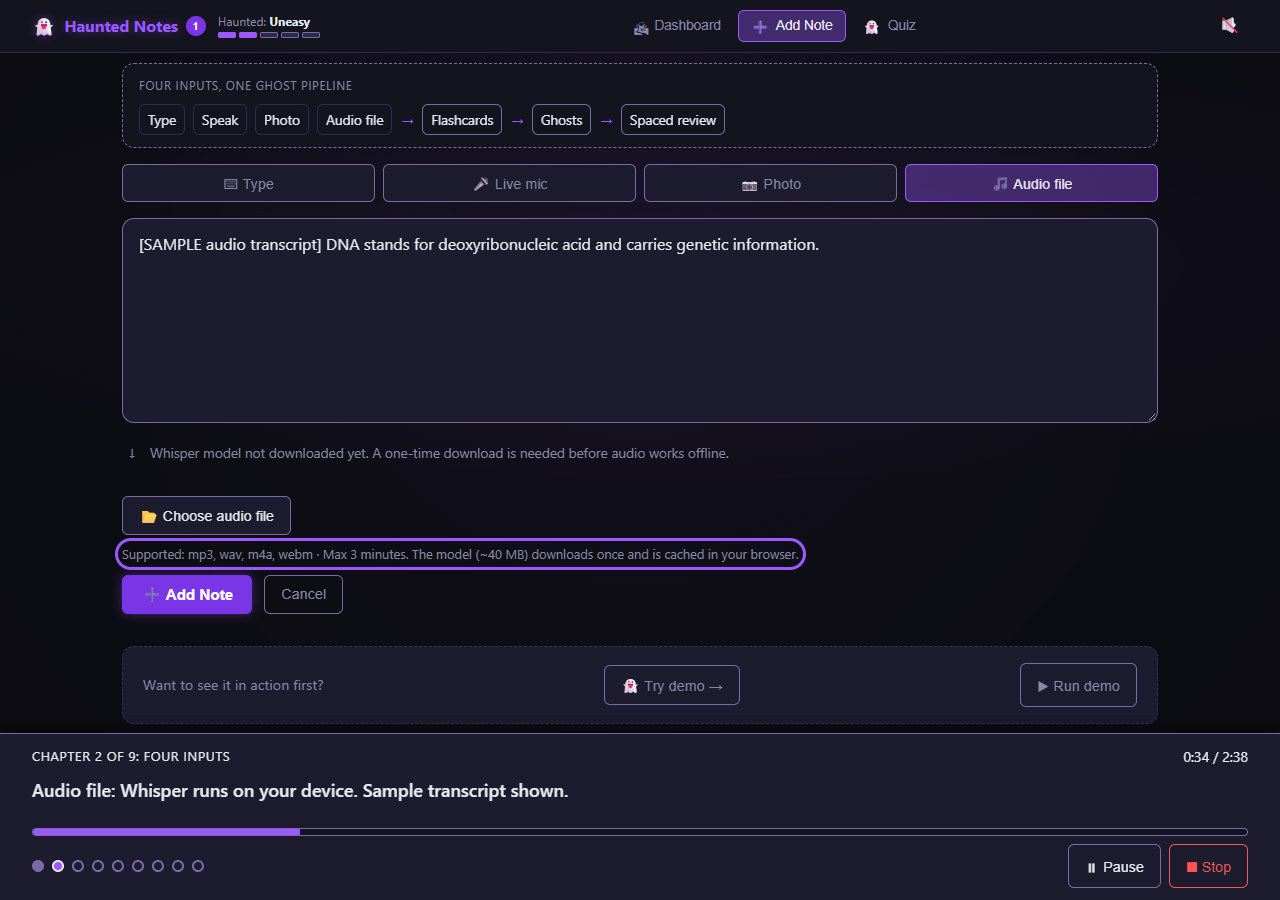 Haunted Notes 1
Haunted: Uneasy
Dashboard
Add Note
Quiz
FOUR INPUTS, ONE GHOST PIPELINE
Type Speak Photo Audio file → Flashcards → Ghosts → Spaced review
Type
Live mic
Photo
Audio file
[SAMPLE audio transcript] DNA stands for deoxyribonucleic acid and carries genetic information.
↓ Whisper model not downloaded yet. A one-time download is needed before audio works offline.
Choose audio file
Supported: mp3, wav, m4a, webm · Max 3 minutes. The model (~40 MB) downloads once and is cached in your browser.
Add Note
Cancel
Want to see it in action first?
Try demo →
Run demo
CHAPTER 2 OF 9: FOUR INPUTS
0:34 / 2:38
Audio file: Whisper runs on your device. Sample transcript shown.
Pause
Stop